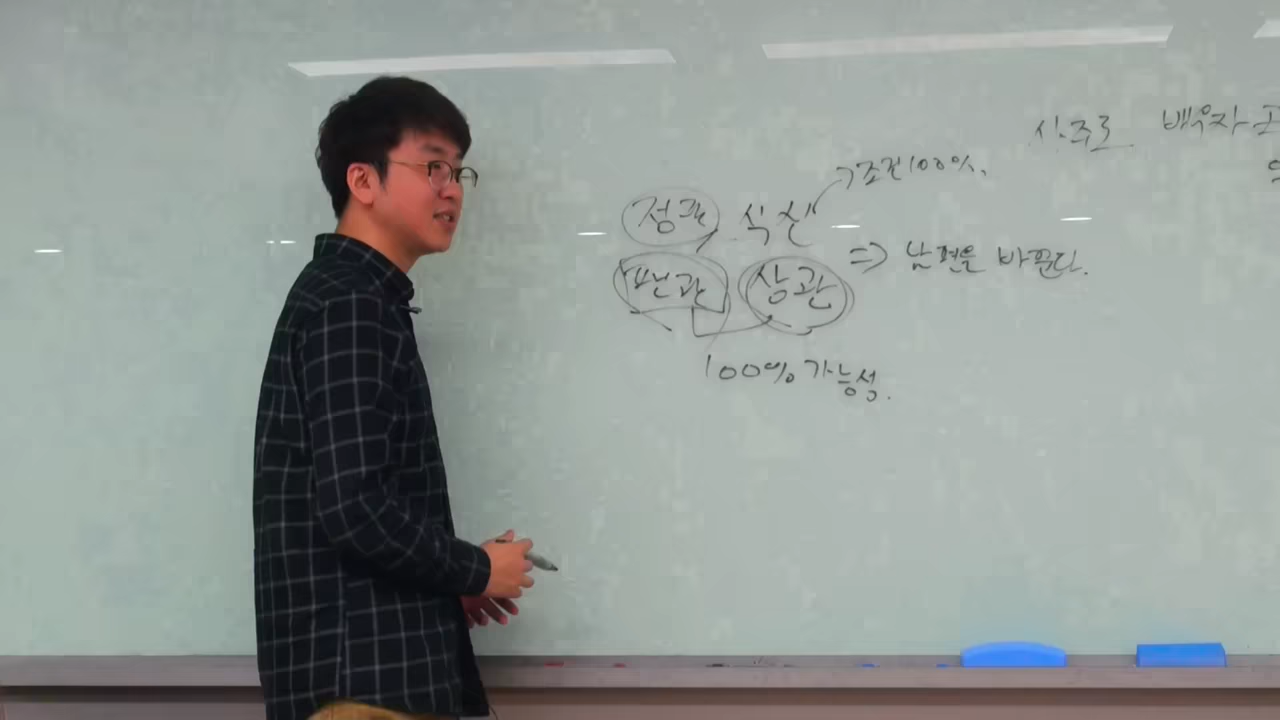 정관 식신 조건100%.
편관 상관 ⇒ 남편을 바꾼다.
100% 가능성.
사주로 배우자